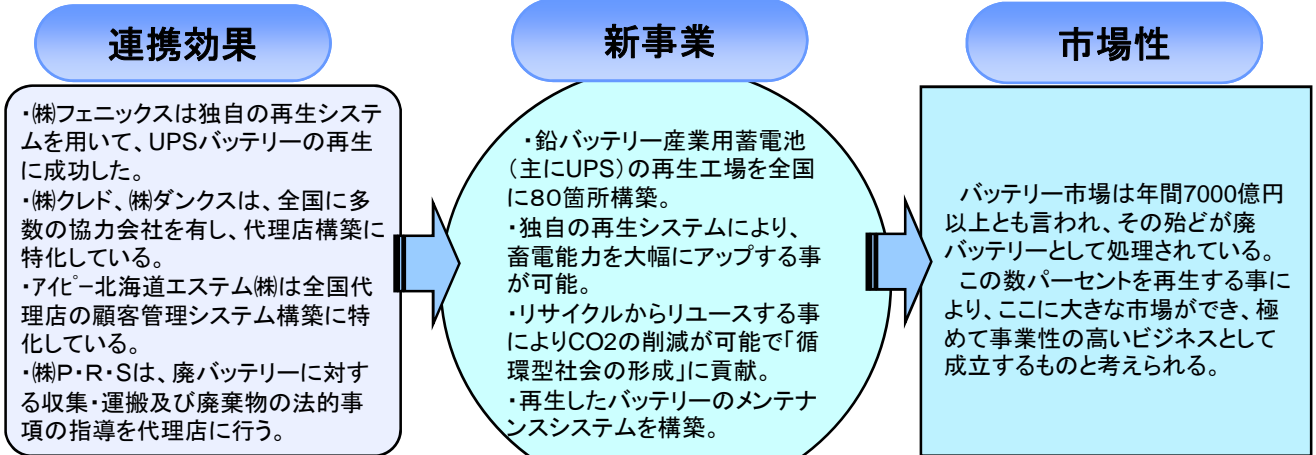 連携効果
・㈱フェニックスは独自の再生システ
ムを用いて、UPSバッテリーの再生
に成功した。
・㈱クレド、㈱ダンクスは、全国に多
数の協力会社を有し、代理店構築に
特化している。
・ｱｲﾋﾟｰ北海道エステム㈱は全国代
理店の顧客管理システム構築に特
化している。
・㈱P・R・Sは、廃バッテリーに対す
る収集・運搬及び廃棄物の法的事
項の指導を代理店に行う。
新事業
・鉛バッテリー産業用蓄電池
（主にUPS）の再生工場を全国
に８０箇所構築。
・独自の再生システムにより、
畜電能力を大幅にアップする事
が可能。
・リサイクルからリユースする事
によりCO2の削減が可能で「循
環型社会の形成」に貢献。
・再生したバッテリーのメンテナ
ンスシステムを構築。
市場性
バッテリー市場は年間7000億円
以上とも言われ、その殆どが廃
バッテリーとして処理されている。
この数パーセントを再生する事に
より、ここに大きな市場ができ、極
めて事業性の高いビジネスとして
成立するものと考えられる。